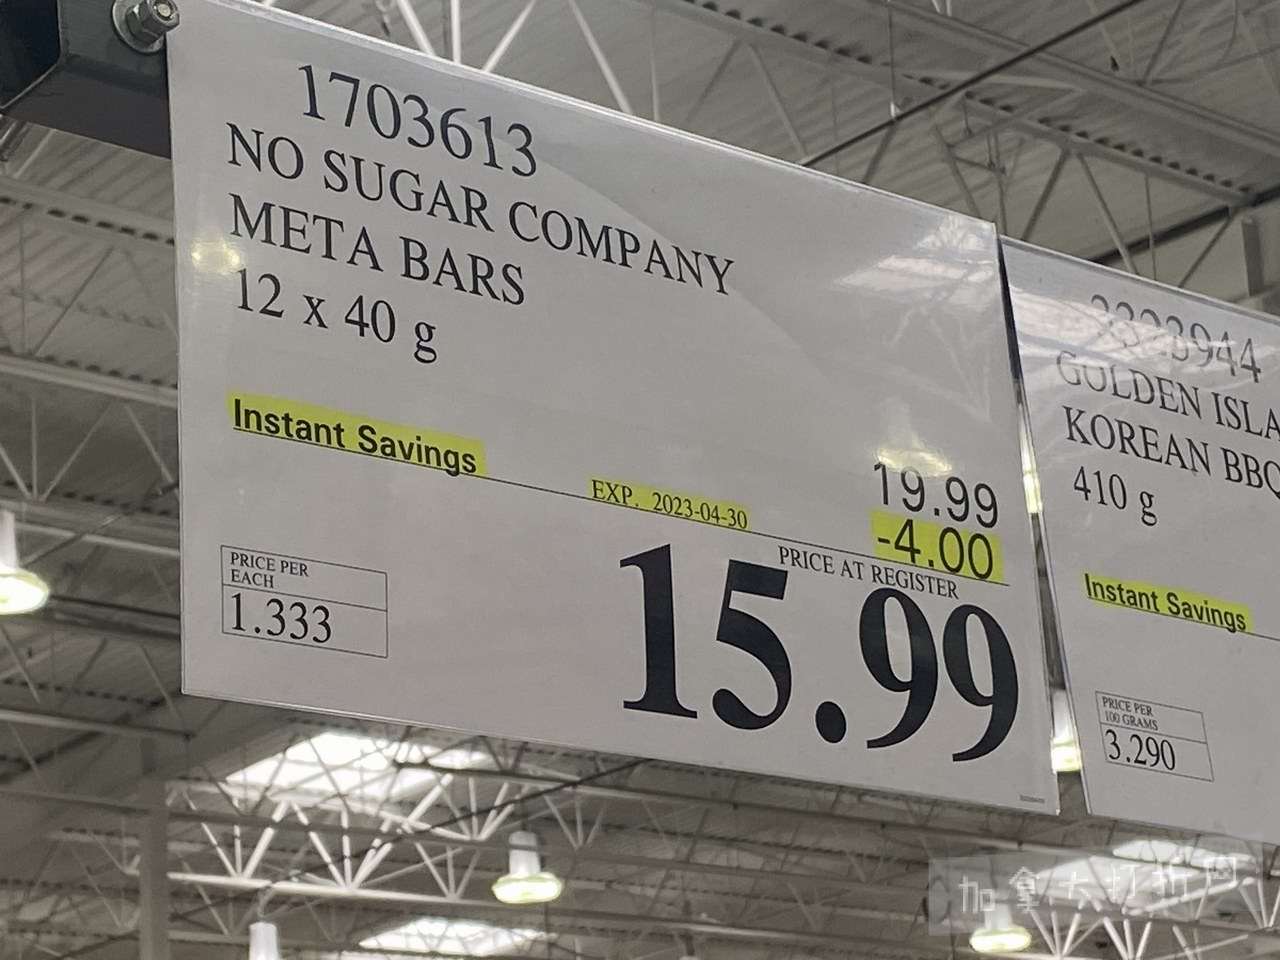 1703613
NO SUGAR COMPANY
META BARS
12 x 40 g
Instant Savings
EXP. 2023-04-30
19.99
-4.00
PRICE AT REGISTER
15.99
PRICE PER
EACH
1.333
2323944
GOLDEN ISLA
KOREAN BBQ
410 g
Instant Savings
PRICE PER
100 GRAMS
3.290
加拿大打折网